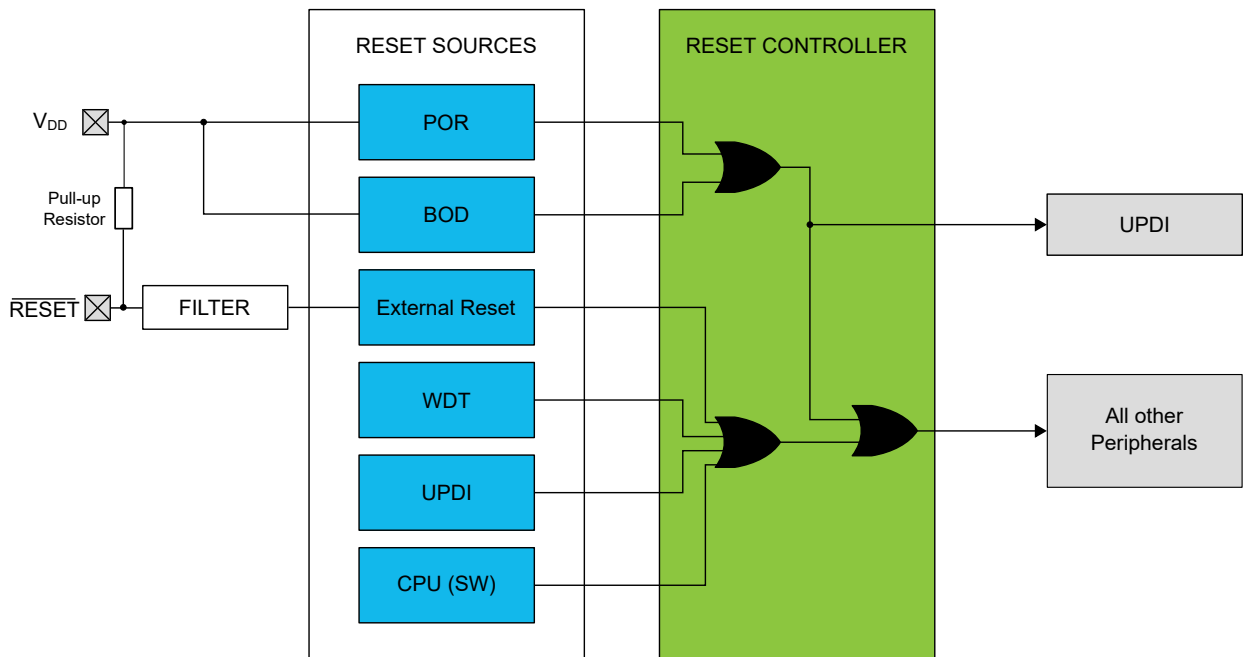 RESET SOURCES
RESET CONTROLLER
VDD
POR
Pull-up
Resistor
BOD
UPDI
RESET
FILTER
External Reset
WDT
All other
Peripherals
UPDI
CPU (SW)